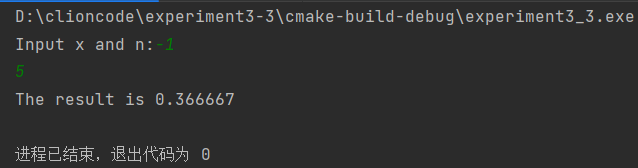 D:\clioncode\experiment3-3\cmake-build-debug\experiment3_3.exe
Input x and n:-1
5
The result is 0.366667
进程已结束，退出代码为 0